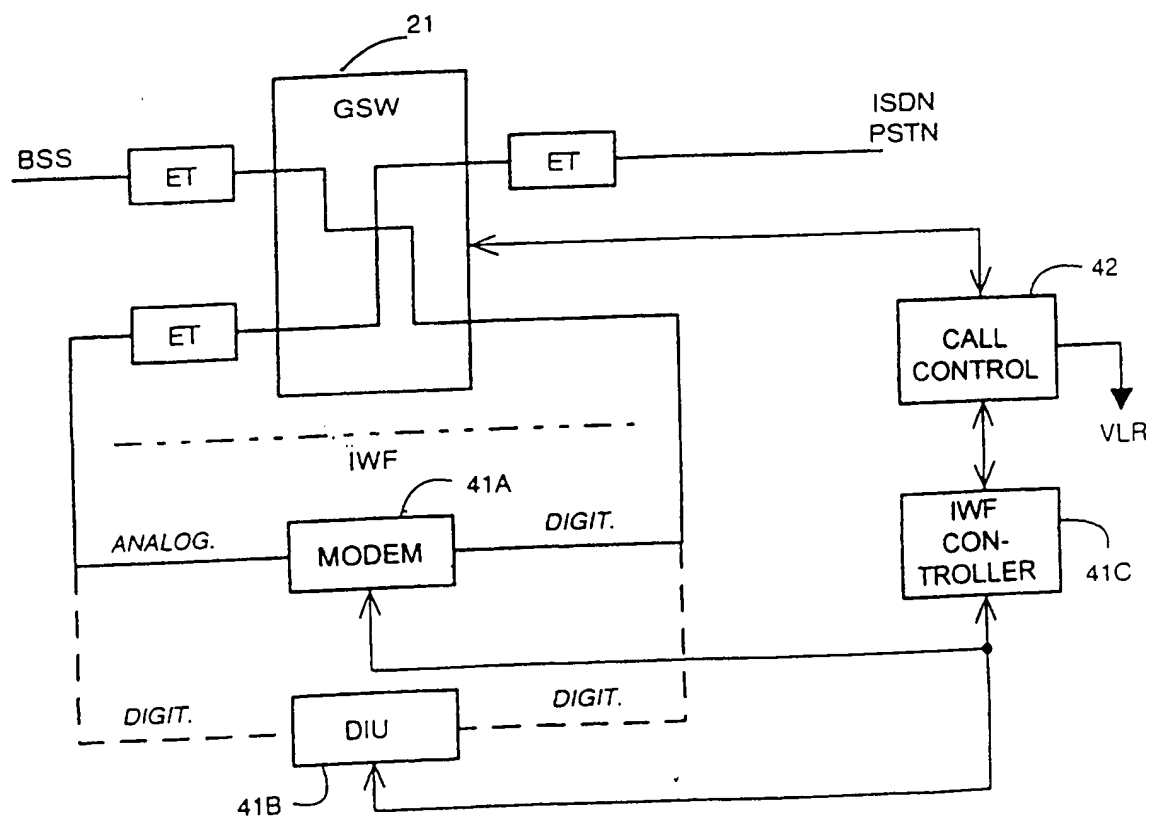 21
GSW
ISDN
PSTN
BSS
ET
ET
42
ET
CALL
CONTROL
VLR
IWF
41A
ANALOG.
MODEM
DIGIT.
IWF
CON-
TROLLER
41C
DIGIT.
DIU
DIGIT.
41B